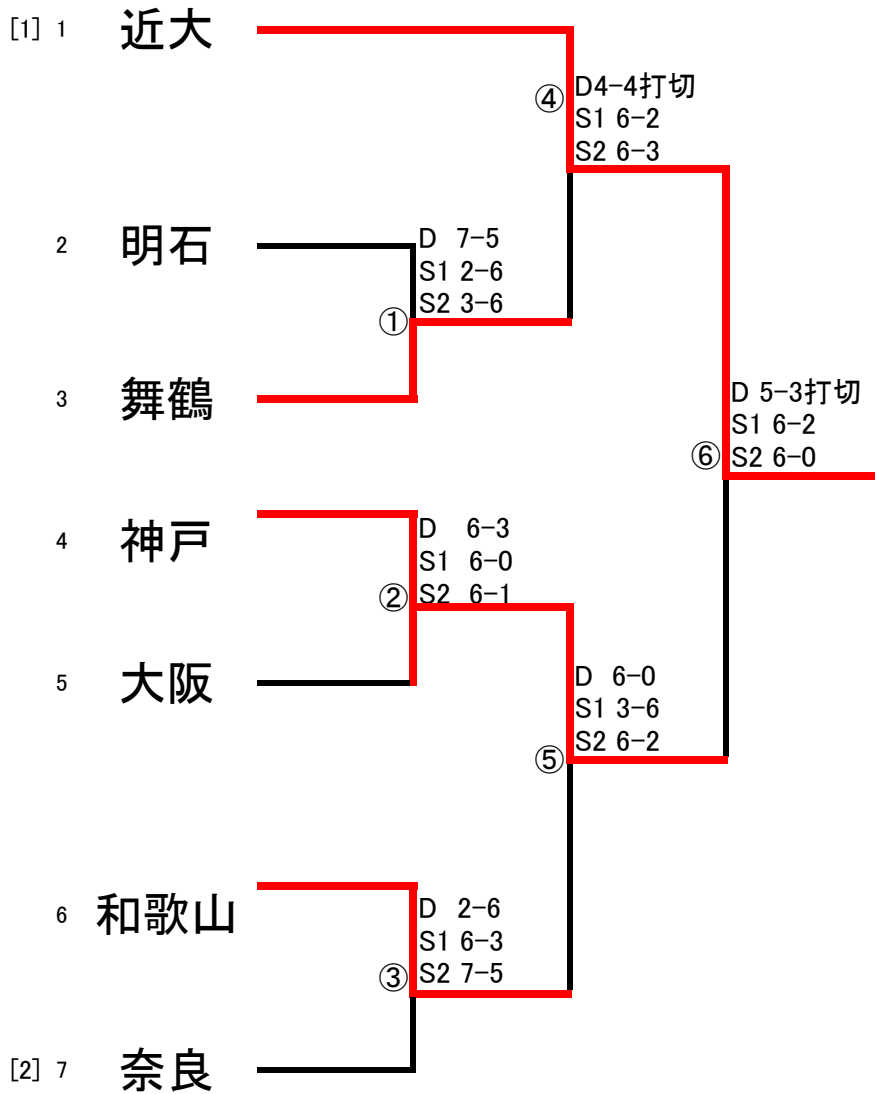 [1] 1 近大
④
D4-4打切
S1 6-2
S2 6-3
2 明石
D 7-5
S1 2-6
S2 3-6
①
3 舞鶴
D 5-3打切
S1 6-2
S2 6-0
⑥
4 神戸
D 6-3
S1 6-0
S2 6-1
②
5 大阪
D 6-0
S1 3-6
S2 6-2
⑤
6 和歌山
D 2-6
S1 6-3
S2 7-5
③
[2] 7 奈良